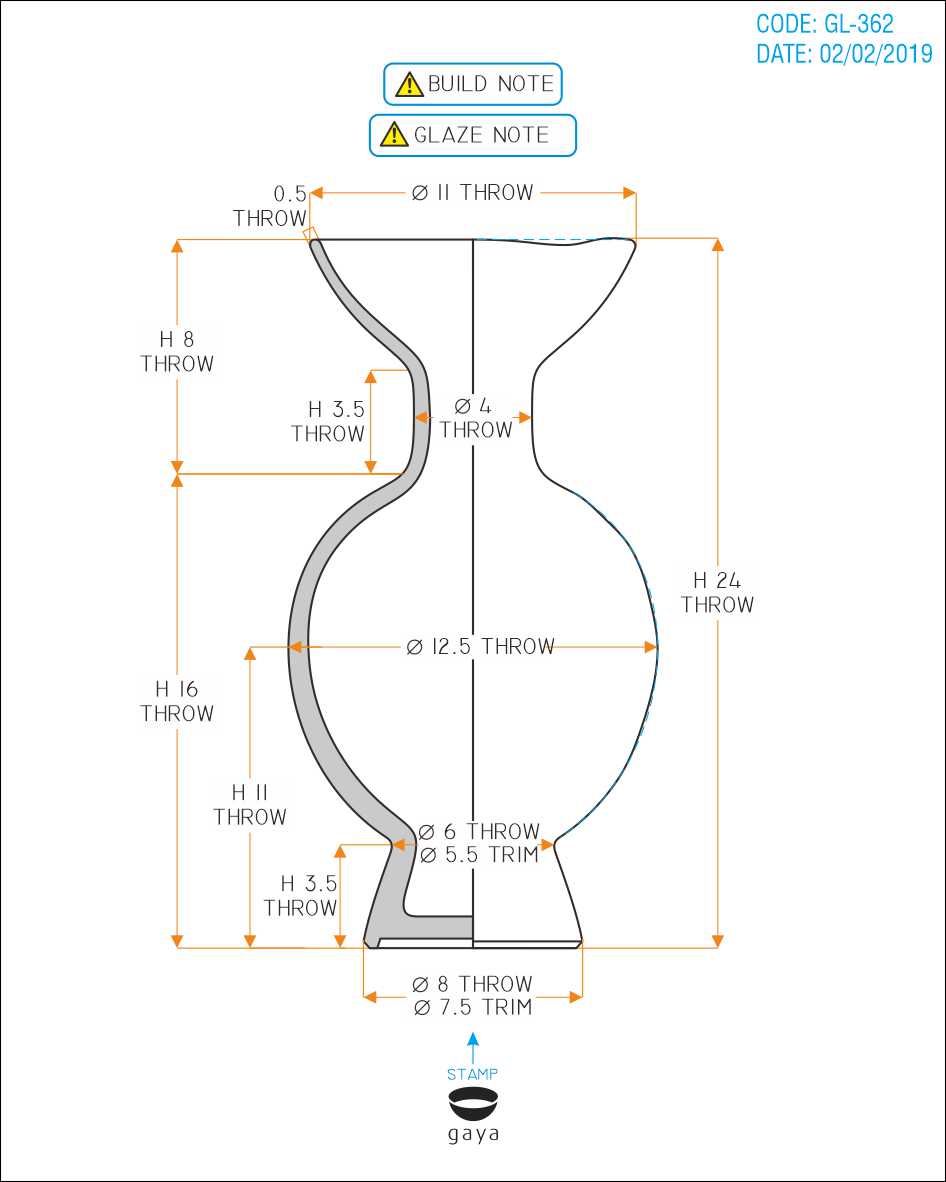 CODE: GL-362
DATE: 02/02/2019
BUILD NOTE
GLAZE NOTE
0.5
THROW
Ø 11 THROW
H 8
THROW
H 3.5
THROW
Ø 4
THROW
H 24
THROW
Ø 12.5 THROW
H 16
THROW
H 11
THROW
Ø 6 THROW
Ø 5.5 TRIM
H 3.5
THROW
Ø 8 THROW
Ø 7.5 TRIM
STAMP
gaya